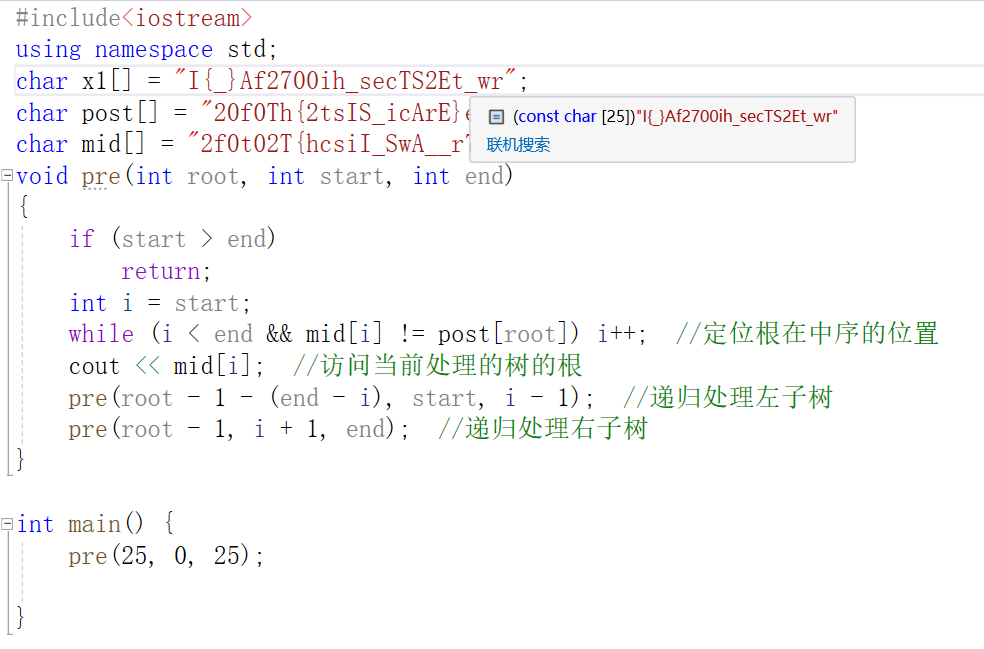 #include<iostream>
using namespace std;
char x1[] = "I{_}Af2700ih_secTS2Et_wr";
char post[] = "20f0Th{2tsIS_icArE}
(const char [25])"I{_}Af2700ih_secTS2Et_wr"
char mid[] = "2f0t02T{hcsiI_SwA__r
联机搜索
void pre(int root, int start, int end)
{
if (start > end)
return;
int i = start;
while (i < end && mid[i] != post[root]) i++; //定位根在中序的位置
cout << mid[i]; //访问当前处理的树的根
pre(root - 1 - (end - i), start, i - 1); //递归处理左子树
pre(root - 1, i + 1, end); //递归处理右子树
}
int main() {
pre(25, 0, 25);
}